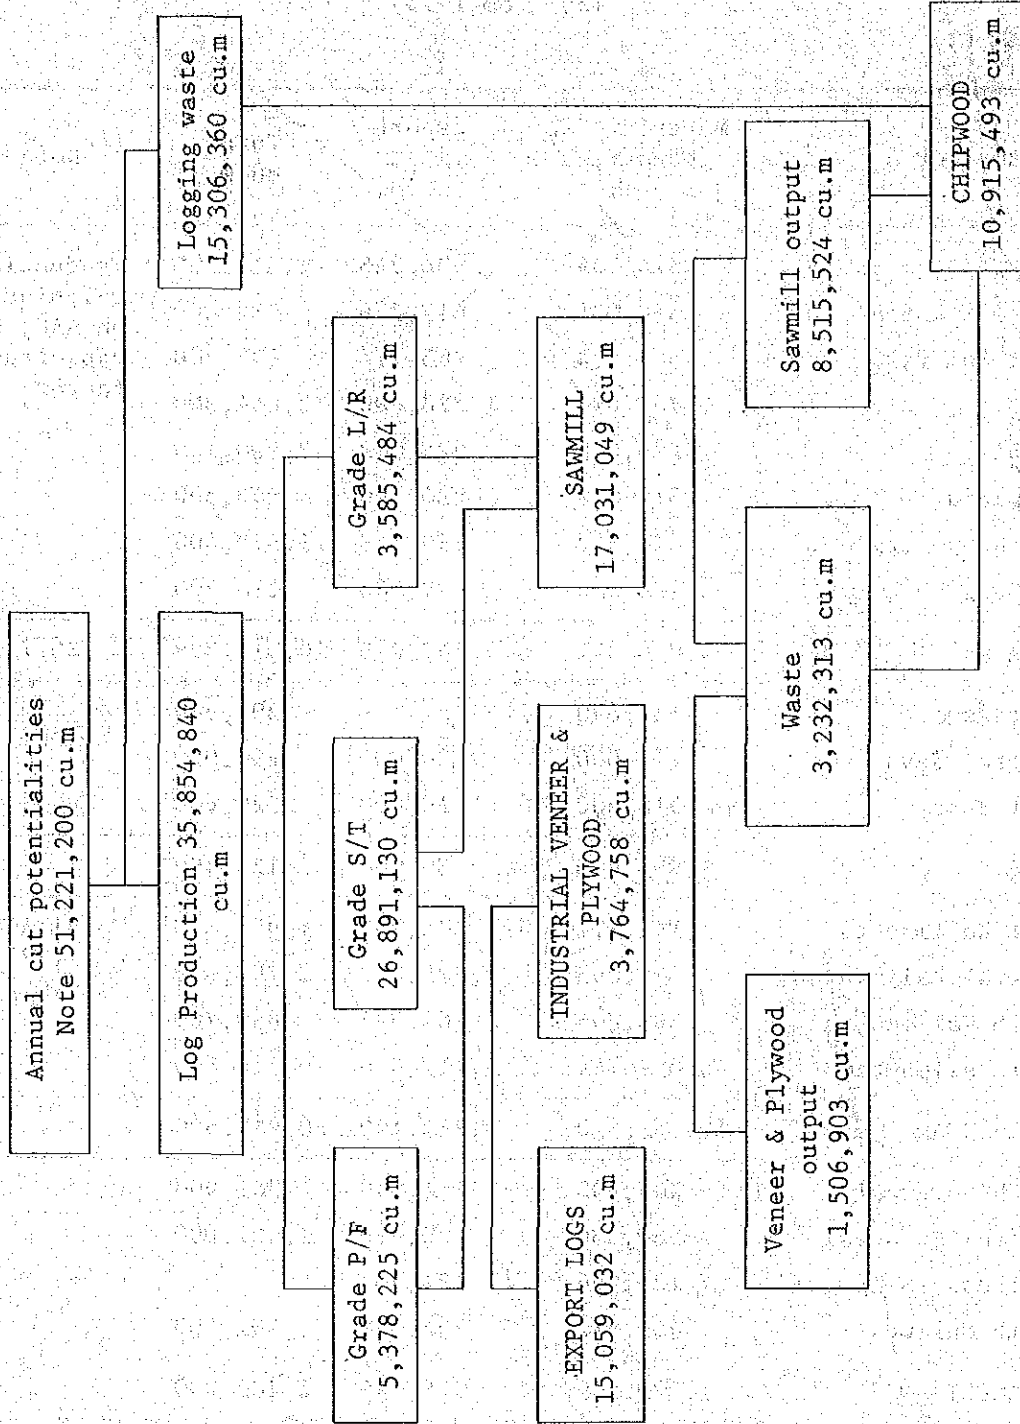 Annual cut potentialities
Note 51,221,200 cu.m
Log Production 35,854,840
cu.m
Logging waste
15,306,360 cu.m
Grade P/F
5,378,225 cu.m
Grade S/T
26,891,130 cu.m
Grade L/R
3,585,484 cu.m
EXPORT LOGS
15,059,032 cu.m
INDUSTRIAL VENEER &
PLYWOOD
3,764,758 cu.m
SAWMILL
17,031,049 cu.m
Veneer & Plywood
output
1,506,903 cu.m
Waste
3,232,313 cu.m
Sawmill output
8,515,524 cu.m
CHIPWOOD
10,915,493 cu.m